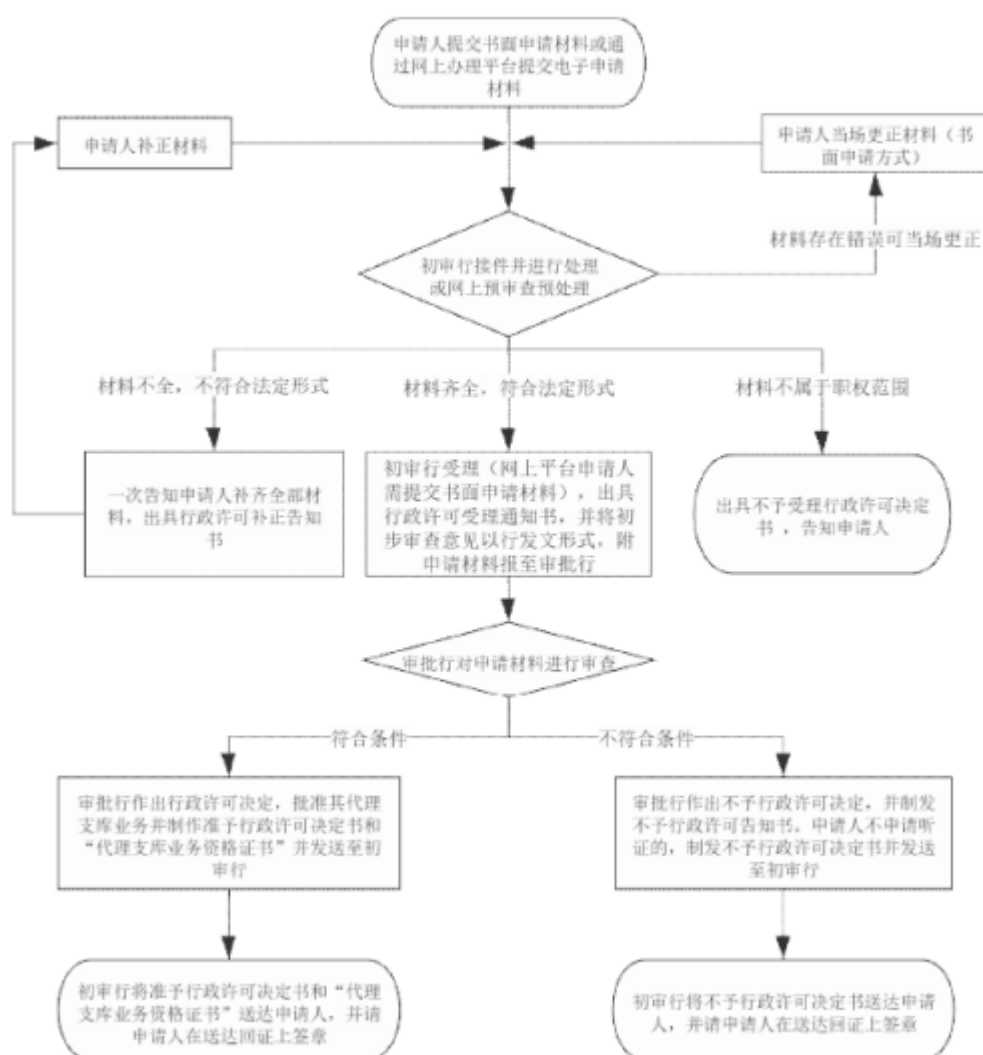 申请人提交书面申请材料或通
过网上办理平台提交电子申请
材料
申请人补正材料
申请人当场更正材料（书
面申请方式）
材料存在错误可当场更正
初审行接件并进行处理
或网上预审查预处理
材料不全，不符合法定形式
材料齐全，符合法定形式
材料不属于职权范围
一次告知申请人补齐全部材
料，出具行政许可补正告知
书
初审行受理（网上平台申请人
需提交书面申请材料），出具
行政许可受理通知书，并将初
步审查意见以行发文形式，附
申请材料报至审批行
出具不予受理行政许可决定
书，告知申请人
审批行对申请材料进行审查
符合条件
不符合条件
审批行作出行政许可决定，批准其代理
支库业务并制作准予行政许可决定书和
“代理支库业务资格证书”并发送至初
审行
审批行作出不予行政许可决定，并制发
不予行政许可告知书。申请人不申请听
证的，制发不予行政许可决定书并发送
至初审行
初审行将准予行政许可决定书和“代理
支库业务资格证书”送达申请人，并请
申请人在送达回证上签章
初审行将不予行政许可决定书送达申请
人，并请申请人在送达回证上签章